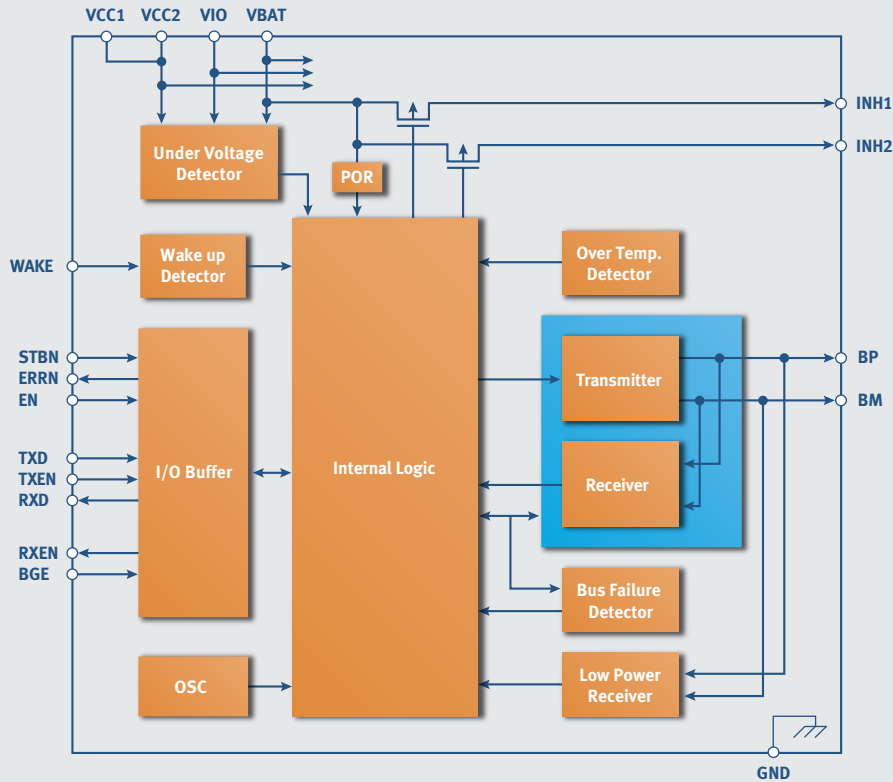 VCC1 VCC2 VIO VBAT
INH1
INH2
Under Voltage
Detector
POR
WAKE
Wake up
Detector
Over Temp.
Detector
STBN
ERRN
EN
TXD
TXEN
RXD
RXEN
BGE
I/O Buffer
Internal Logic
Transmitter
Receiver
BP
BM
Bus Failure
Detector
OSC
Low Power
Receiver
GND